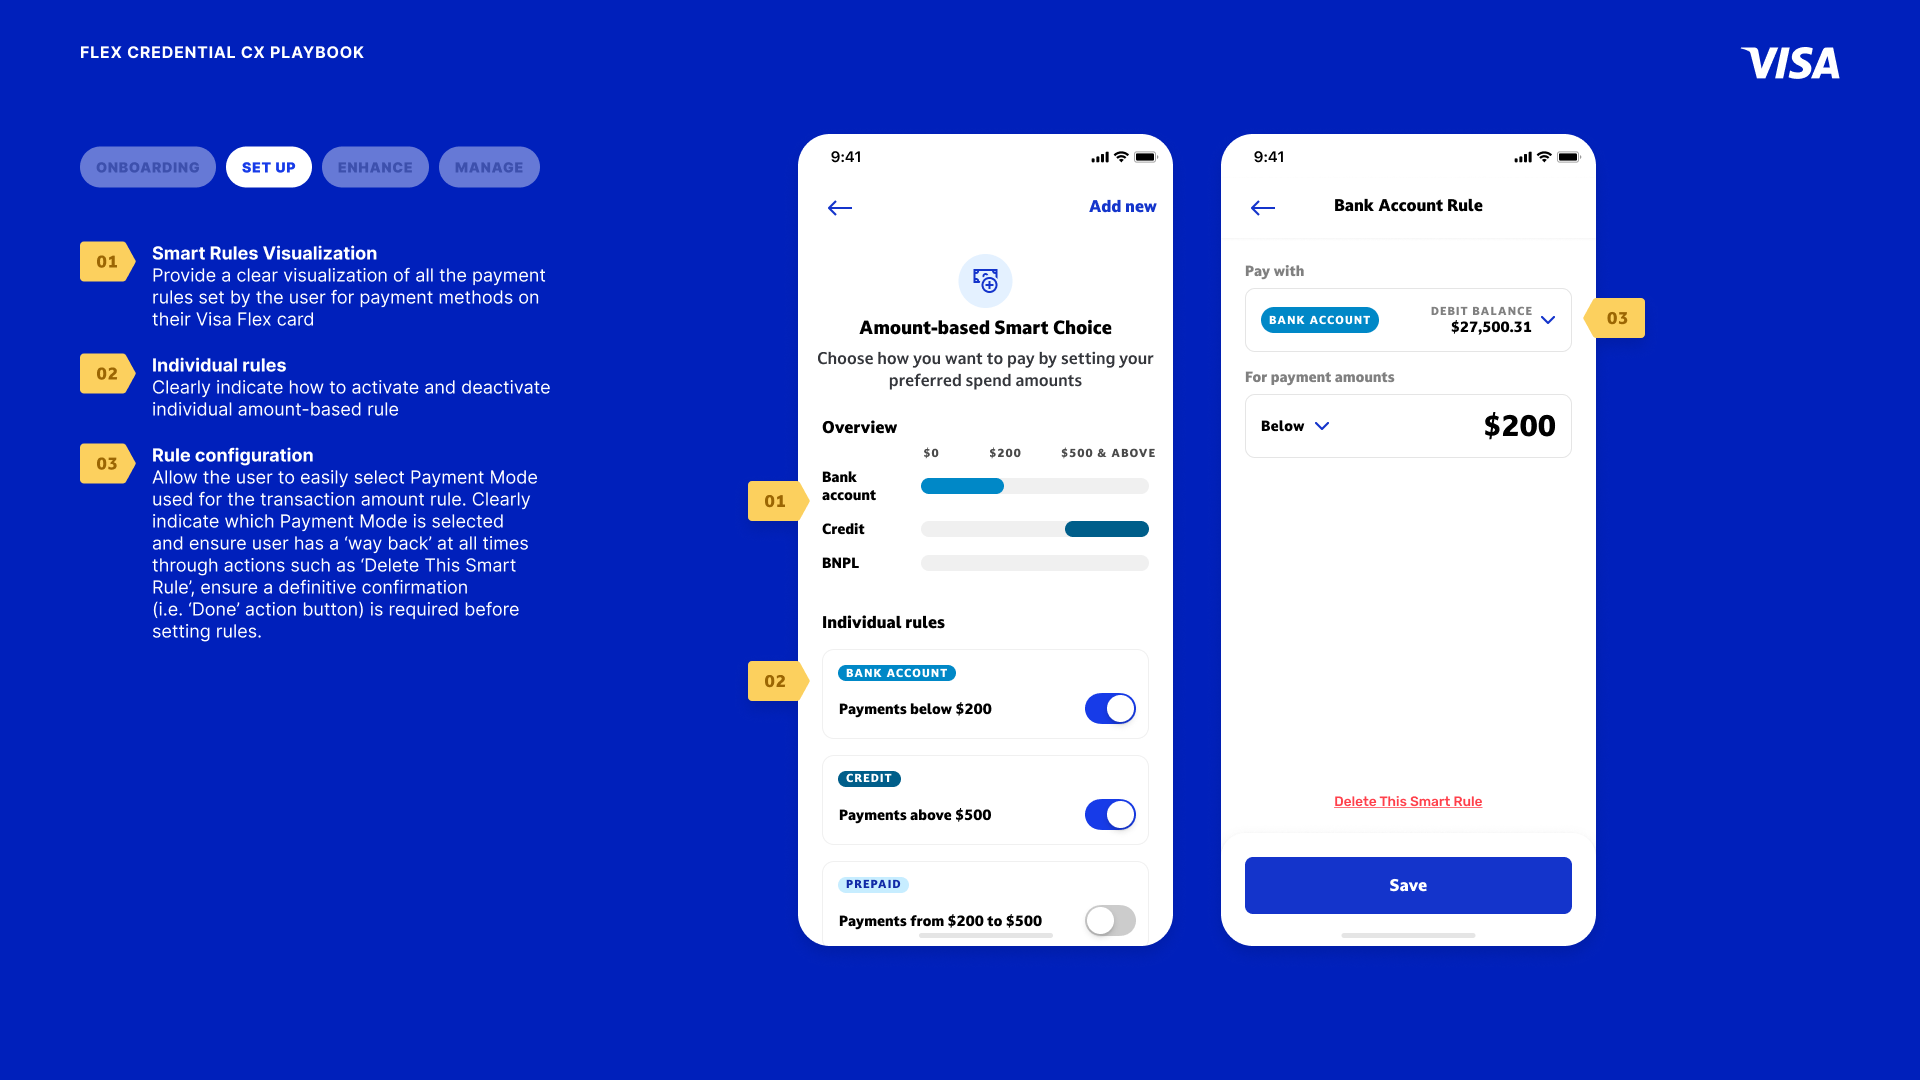 FLEX CREDENTIAL CX PLAYBOOK
VISA
ONBOARDING
SET UP
ENHANCE
MANAGE
01
Smart Rules Visualization
Provide a clear visualization of all the payment
rules set by the user for payment methods on
their Visa Flex card
02
Individual rules
Clearly indicate how to activate and deactivate
individual amount-based rule
03
Rule configuration
Allow the user to easily select Payment Mode
used for the transaction amount rule. Clearly
indicate which Payment Mode is selected
and ensure user has a ‘way back’ at all times
through actions such as ‘Delete This Smart
Rule’, ensure a definitive confirmation
(i.e. ‘Done’ action button) is required before
setting rules.
9:41
Add new
Amount-based Smart Choice
Choose how you want to pay by setting your
preferred spend amounts
Overview
$0 $200 $500 & ABOVE
Bank
account
01
Credit
BNPL
Individual rules
02
BANK ACCOUNT
Payments below $200
CREDIT
Payments above $500
PREPAID
Payments from $200 to $500
9:41
Bank Account Rule
Pay with
BANK ACCOUNT
DEBIT BALANCE
$27,500.31
03
For payment amounts
Below
$200
Delete This Smart Rule
Save